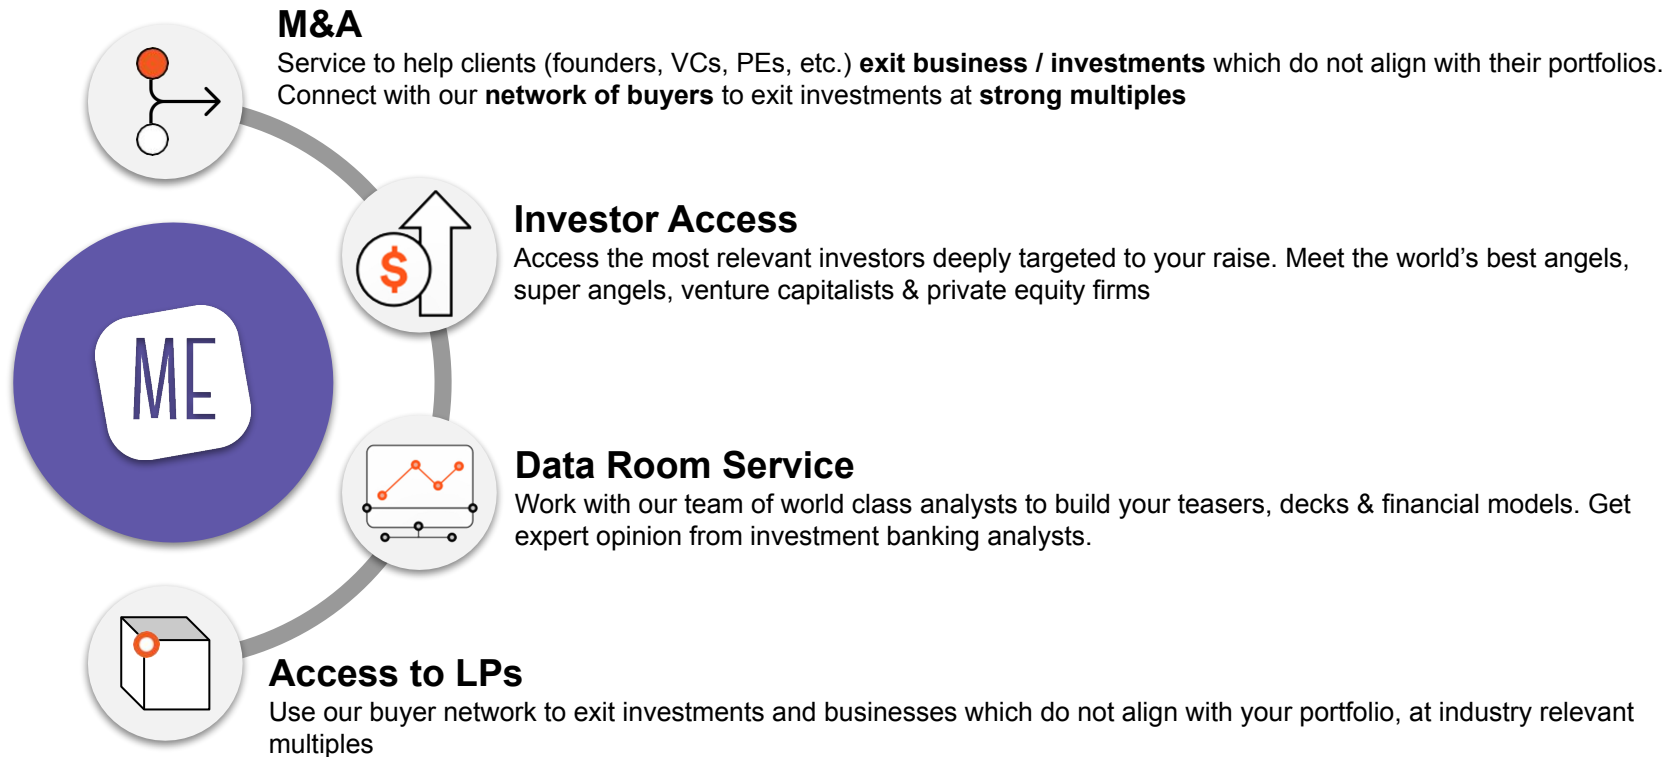 M&A
Service to help clients (founders, VCs, PEs, etc.) exit business / investments which do not align with their portfolios.
Connect with our network of buyers to exit investments at strong multiples
Investor Access
Access the most relevant investors deeply targeted to your raise. Meet the world’s best angels,
super angels, venture capitalists & private equity firms
$
ME
Data Room Service
Work with our team of world class analysts to build your teasers, decks & financial models. Get
expert opinion from investment banking analysts.
Access to LPs
Use our buyer network to exit investments and businesses which do not align with your portfolio, at industry relevant
multiples